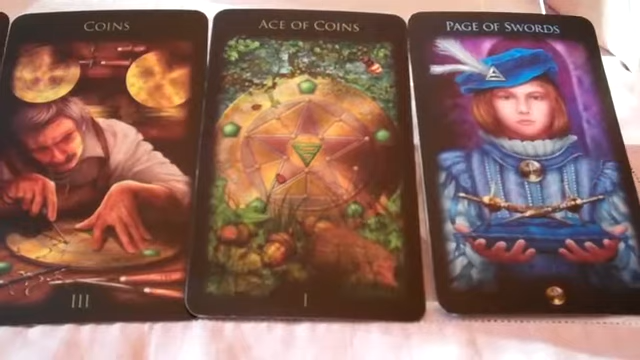 COINS
III
ACE OF COINS
I
PAGE OF SWORDS